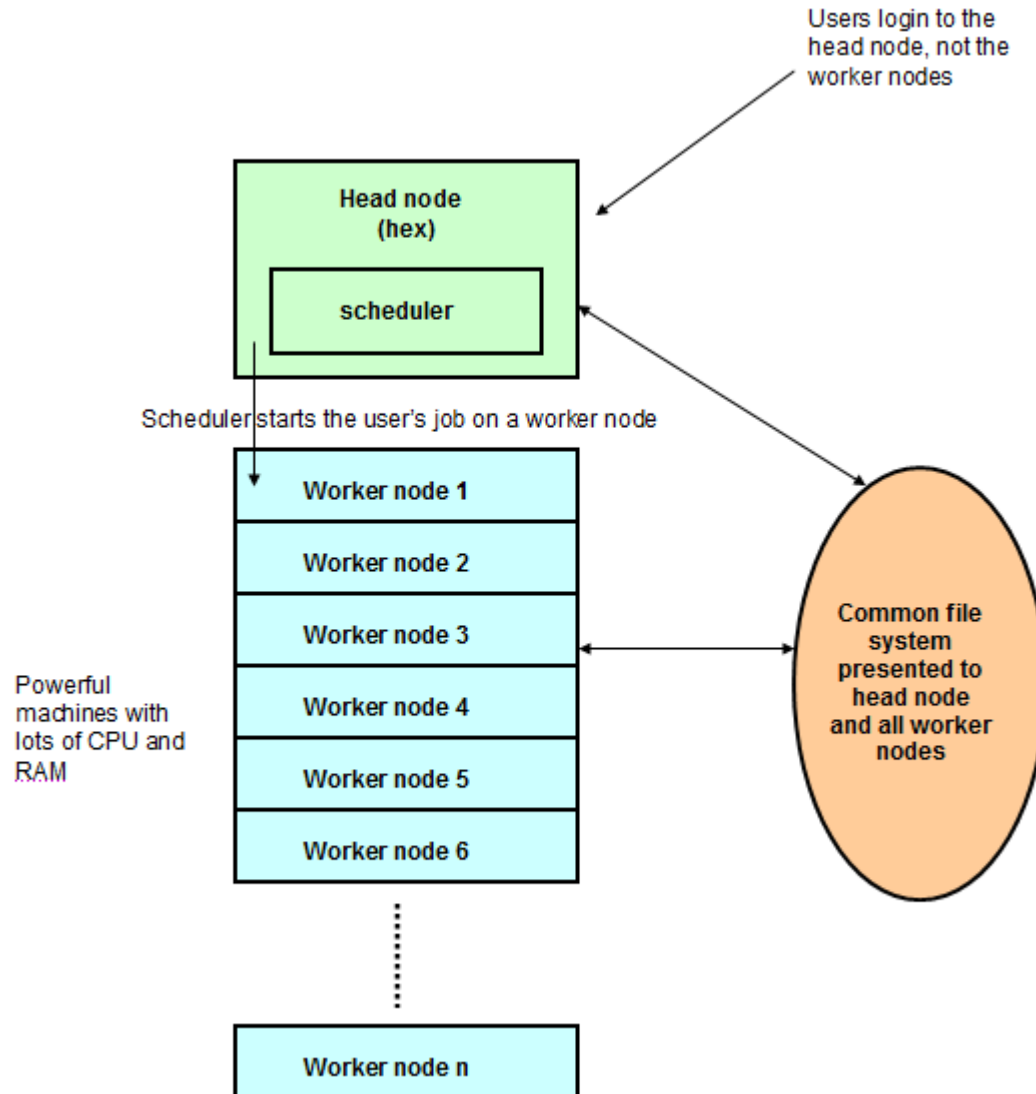 Users login to the
head node, not the
worker nodes
Head node
(hex)
scheduler
Scheduler starts the user's job on a worker node
Worker node 1
Worker node 2
Worker node 3
Worker node 4
Worker node 5
Worker node 6
Powerful
machines with
lots of CPU and
RAM
Common file
system
presented to
head node
and all worker
nodes
Worker node n